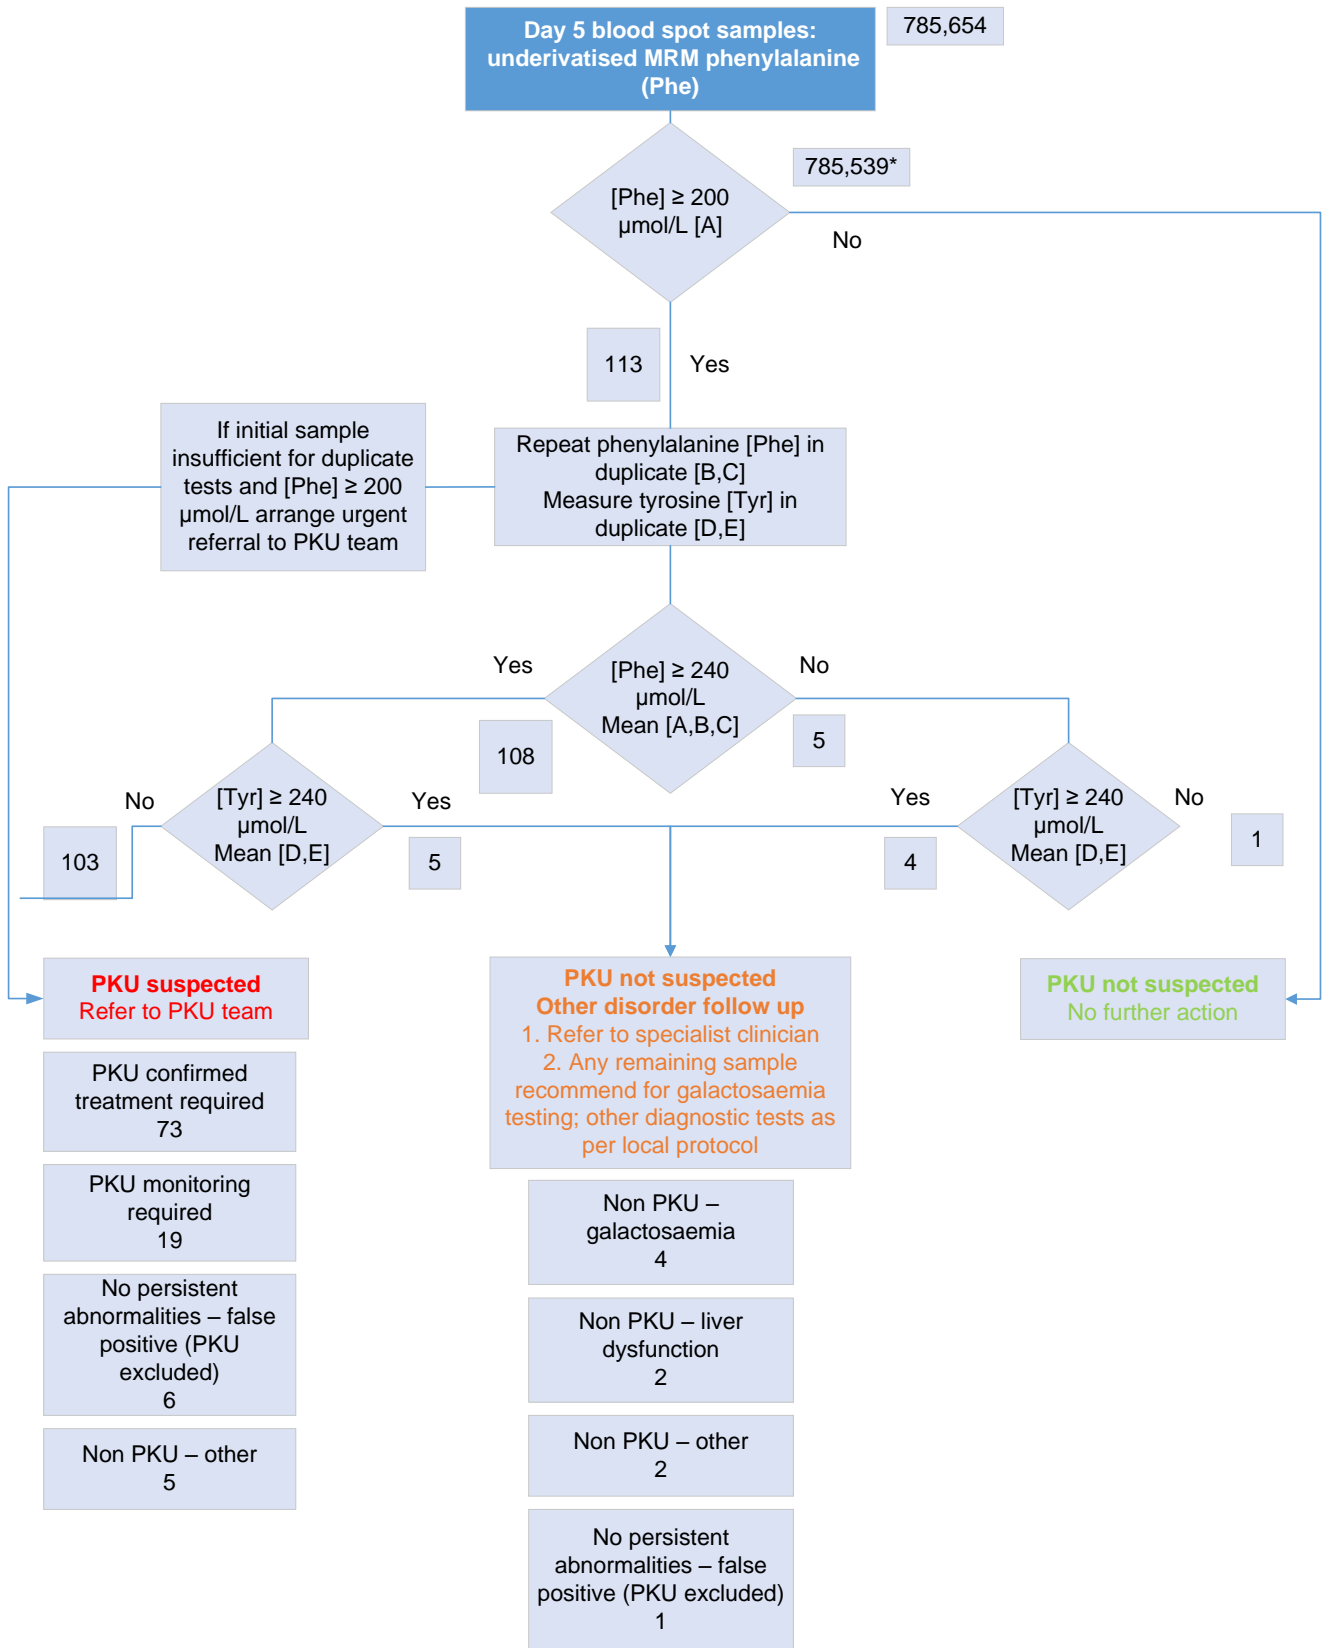 Day 5 blood spot samples:
underivatised MRM phenylalanine
(Phe)
785,654
785,539*
[Phe] ≥ 200
µmol/L [A]
No
113
Yes
If initial sample
insufficient for duplicate
tests and [Phe] ≥ 200
µmol/L arrange urgent
referral to PKU team
Repeat phenylalanine [Phe] in
duplicate [B,C]
Measure tyrosine [Tyr] in
duplicate [D,E]
Yes
[Phe] ≥ 240
µmol/L
Mean [A,B,C]
No
108
5
No
[Tyr] ≥ 240
µmol/L
Mean [D,E]
Yes
Yes
[Tyr] ≥ 240
µmol/L
Mean [D,E]
No
103
5
4
1
PKU suspected
Refer to PKU team
PKU confirmed
treatment required
73
PKU monitoring
required
19
No persistent
abnormalities – false
positive (PKU
excluded)
6
Non PKU – other
5
PKU not suspected
Other disorder follow up
1. Refer to specialist clinician
2. Any remaining sample
recommend for galactosaemia
testing; other diagnostic tests as
per local protocol
Non PKU –
galactosaemia
4
Non PKU – liver
dysfunction
2
Non PKU – other
2
No persistent
abnormalities – false
positive (PKU excluded)
1
PKU not suspected
No further action